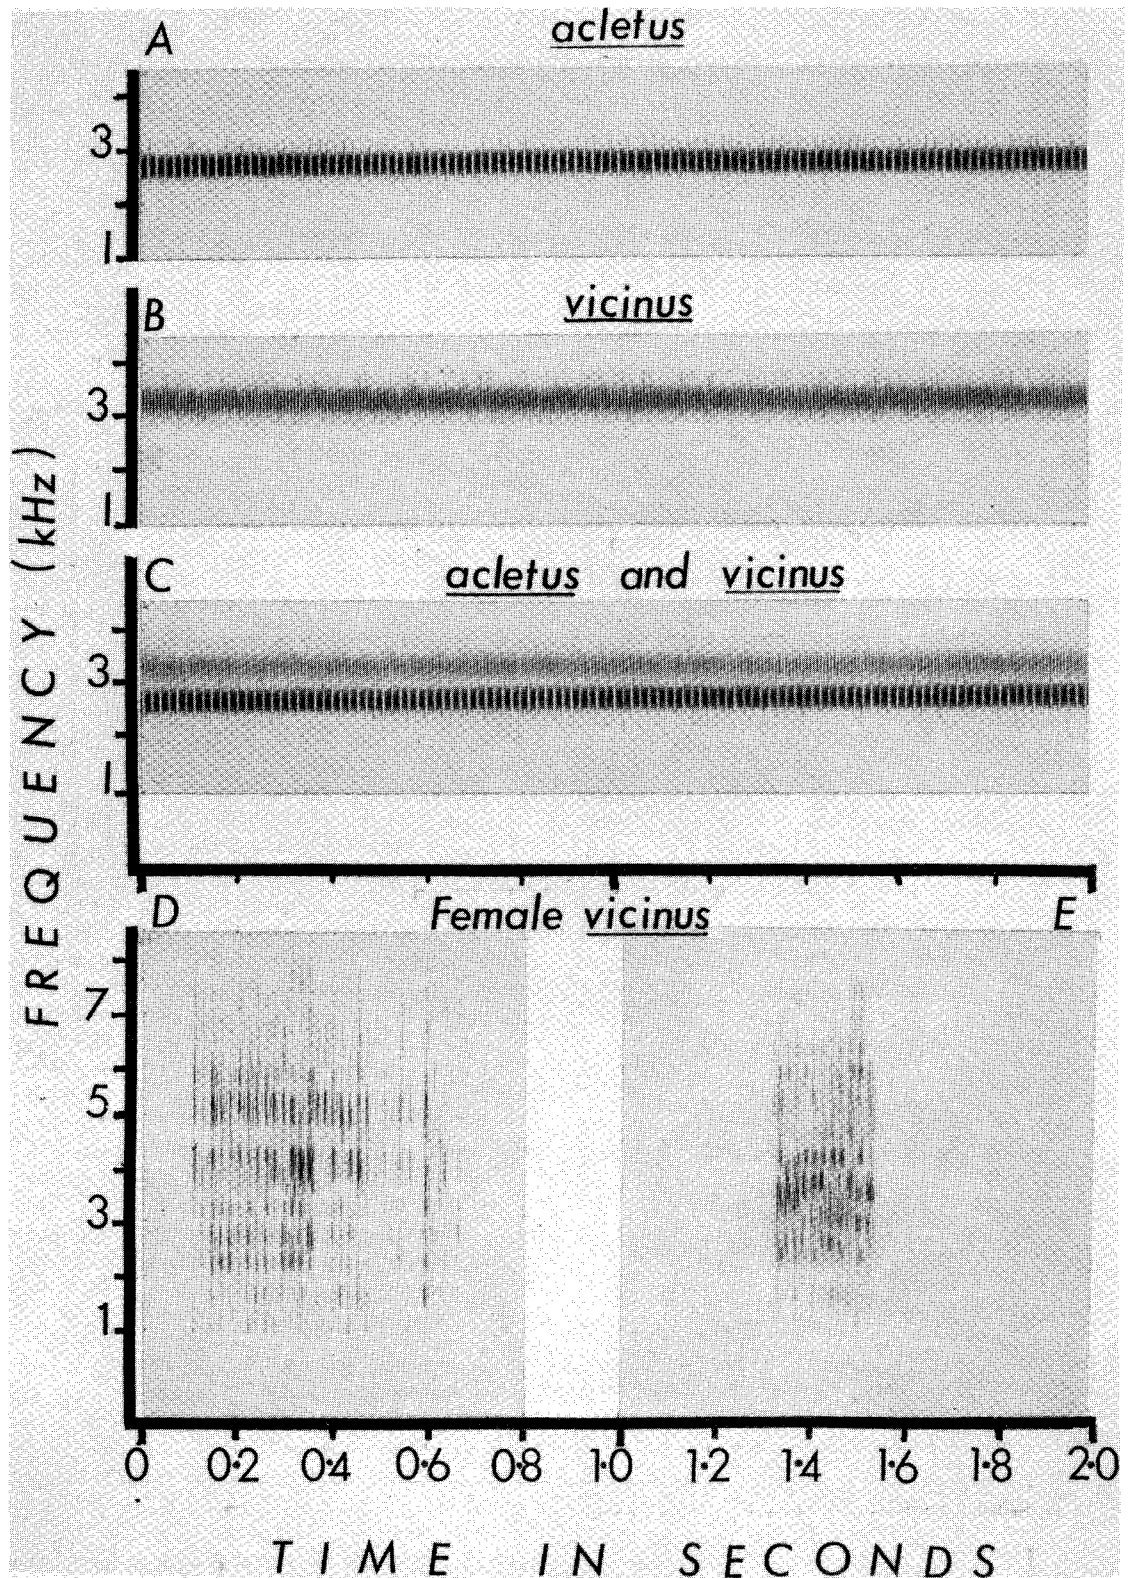 A acletus
3
1
B vicinus
3
1
C acletus and vicinus
3
1
D Female vicinus E
7
5
3
1
FREQUENCY (kHz)
0 0·2 0·4 0·6 0·8 1·0 1·2 1·4 1·6 1·8 2·0
TIME IN SECONDS